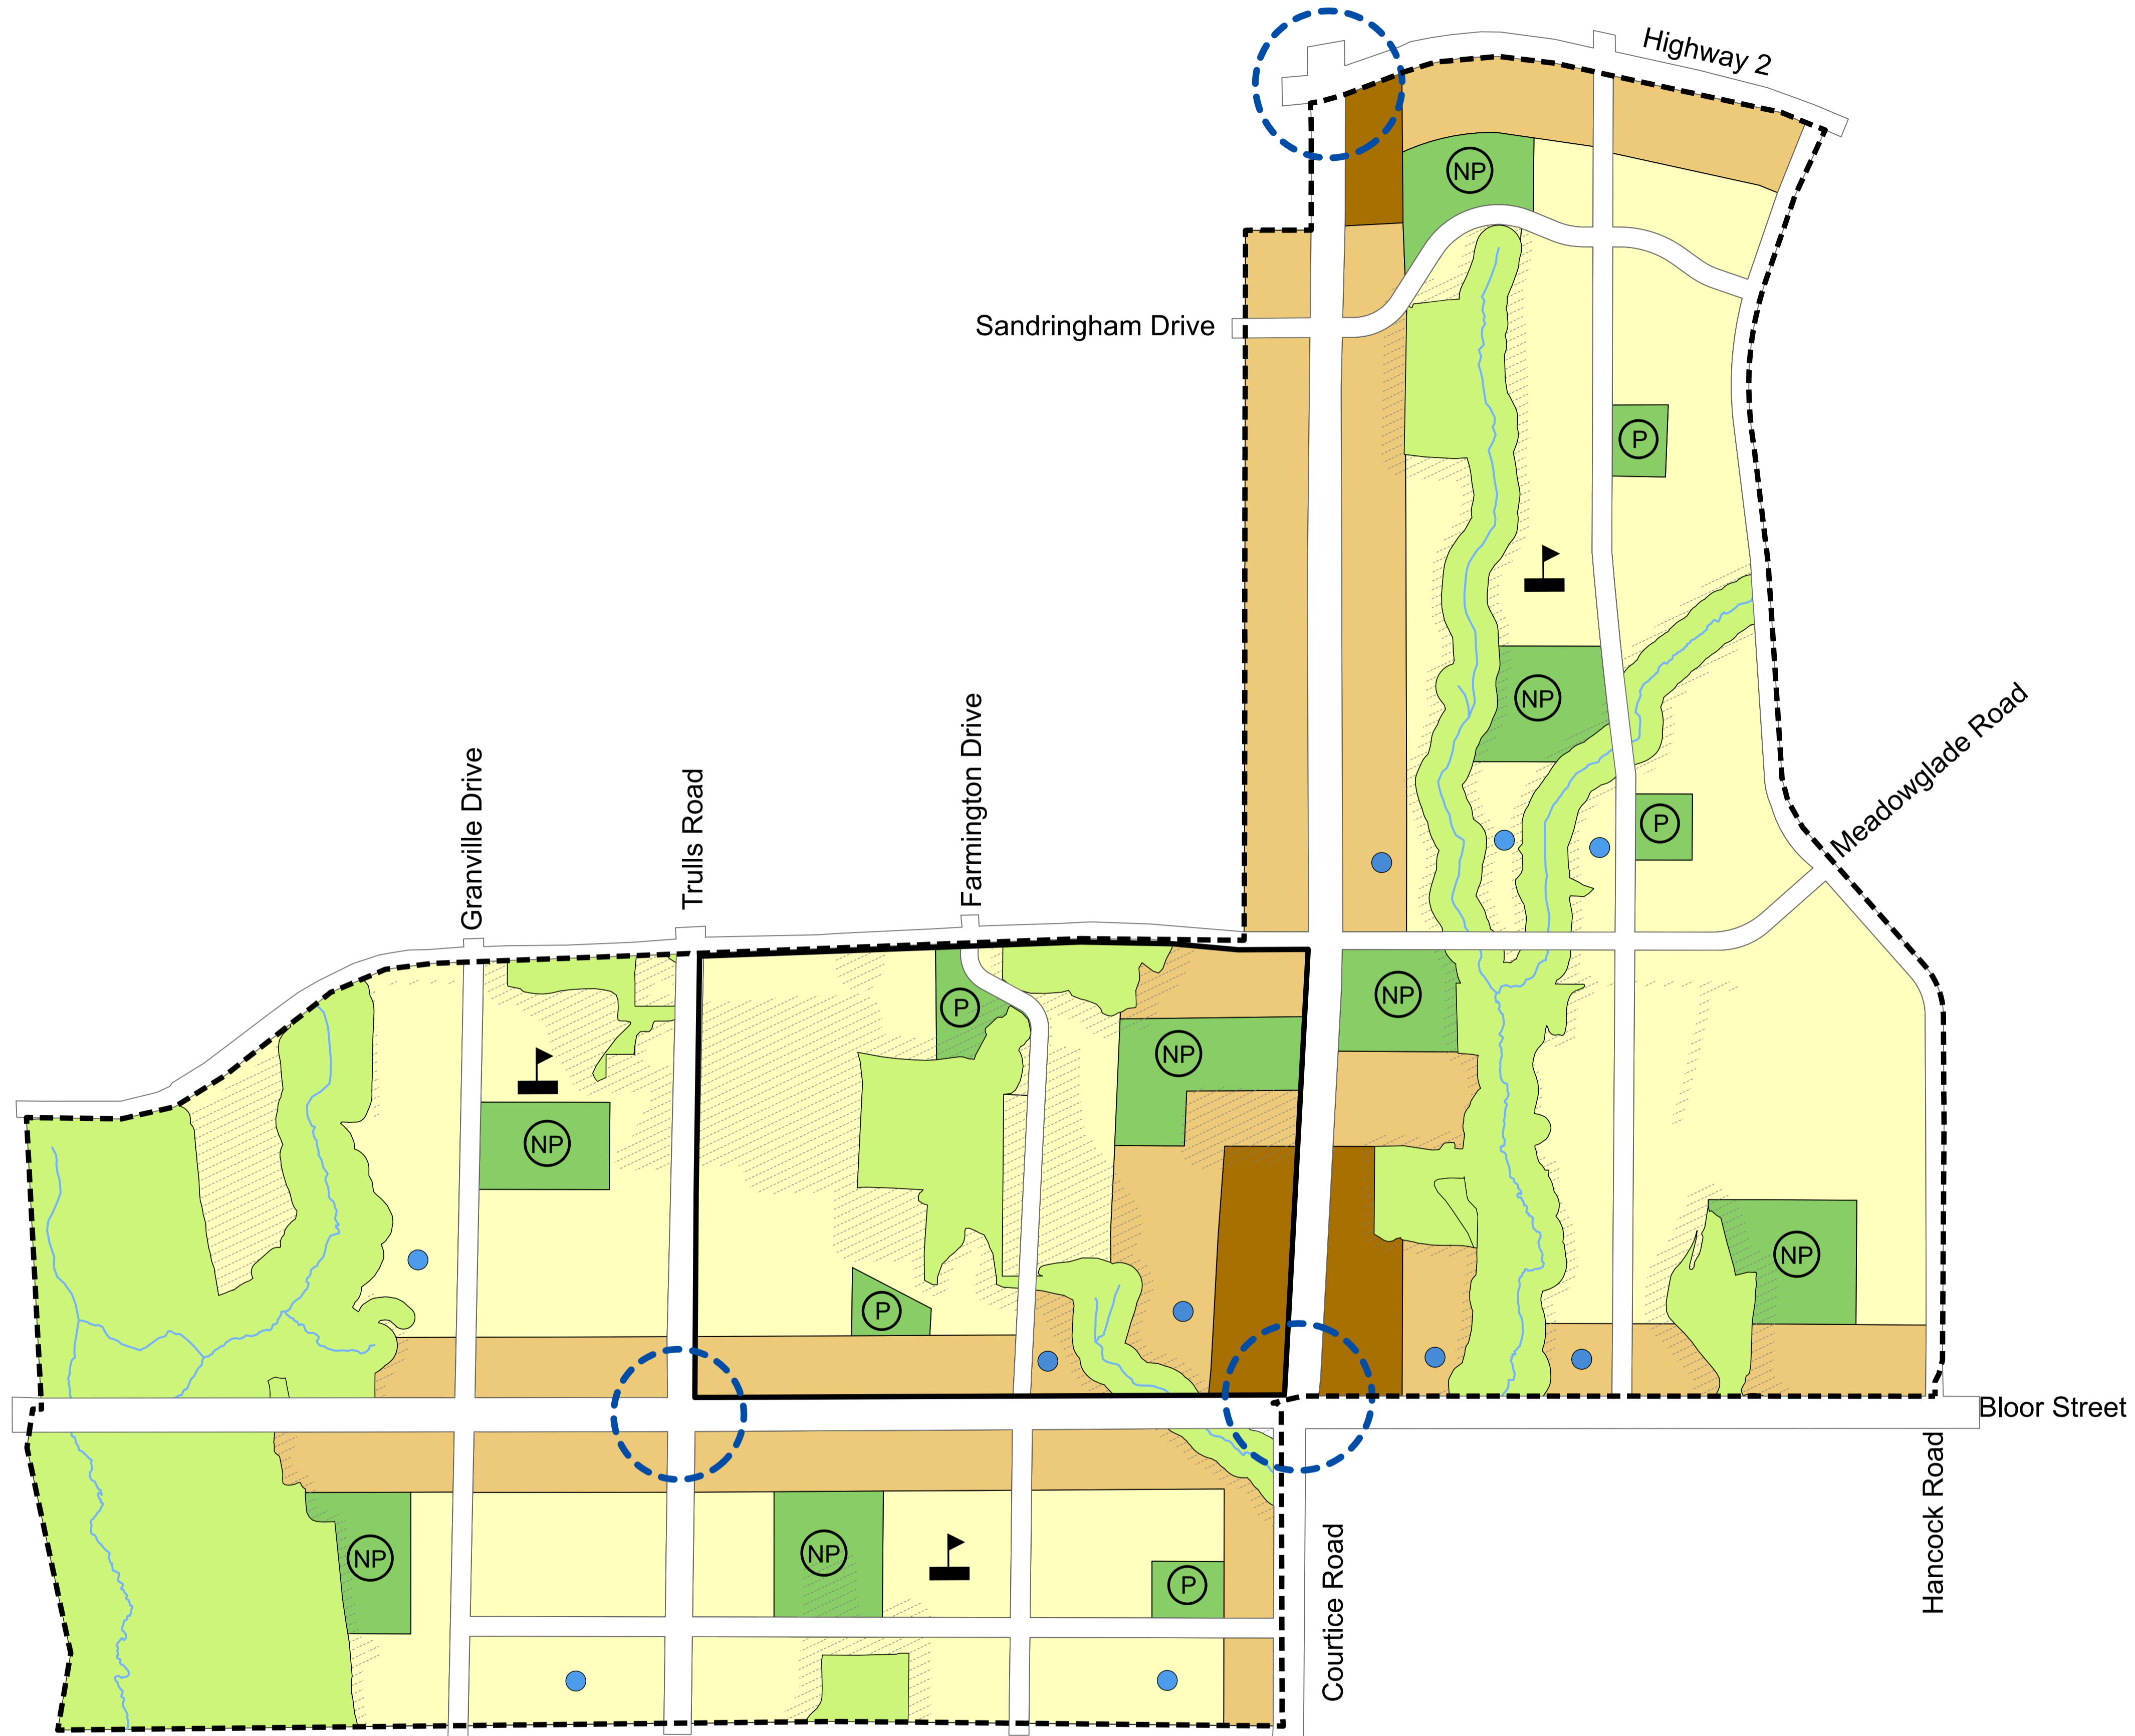 Highway 2
NP
Sandringham Drive
P
NP
Meadowglade Road
Granville Drive
Trulls Road
Farmington Drive
P
NP
P
NP
NP
NP
P
Bloor Street
NP
NP
NP
P
Courtice Road
Hancock Road